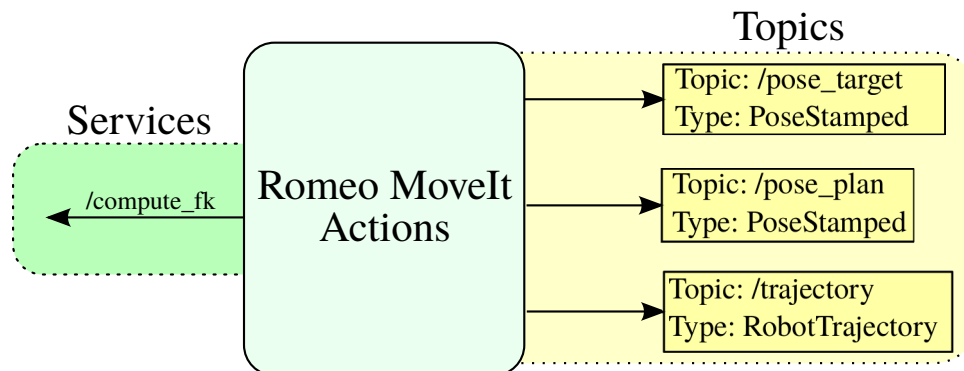 Topics
Topic: /pose_target
Type: PoseStamped
Services
/compute_fk
Romeo MoveIt
Actions
Topic: /pose_plan
Type: PoseStamped
Topic: /trajectory
Type: RobotTrajectory